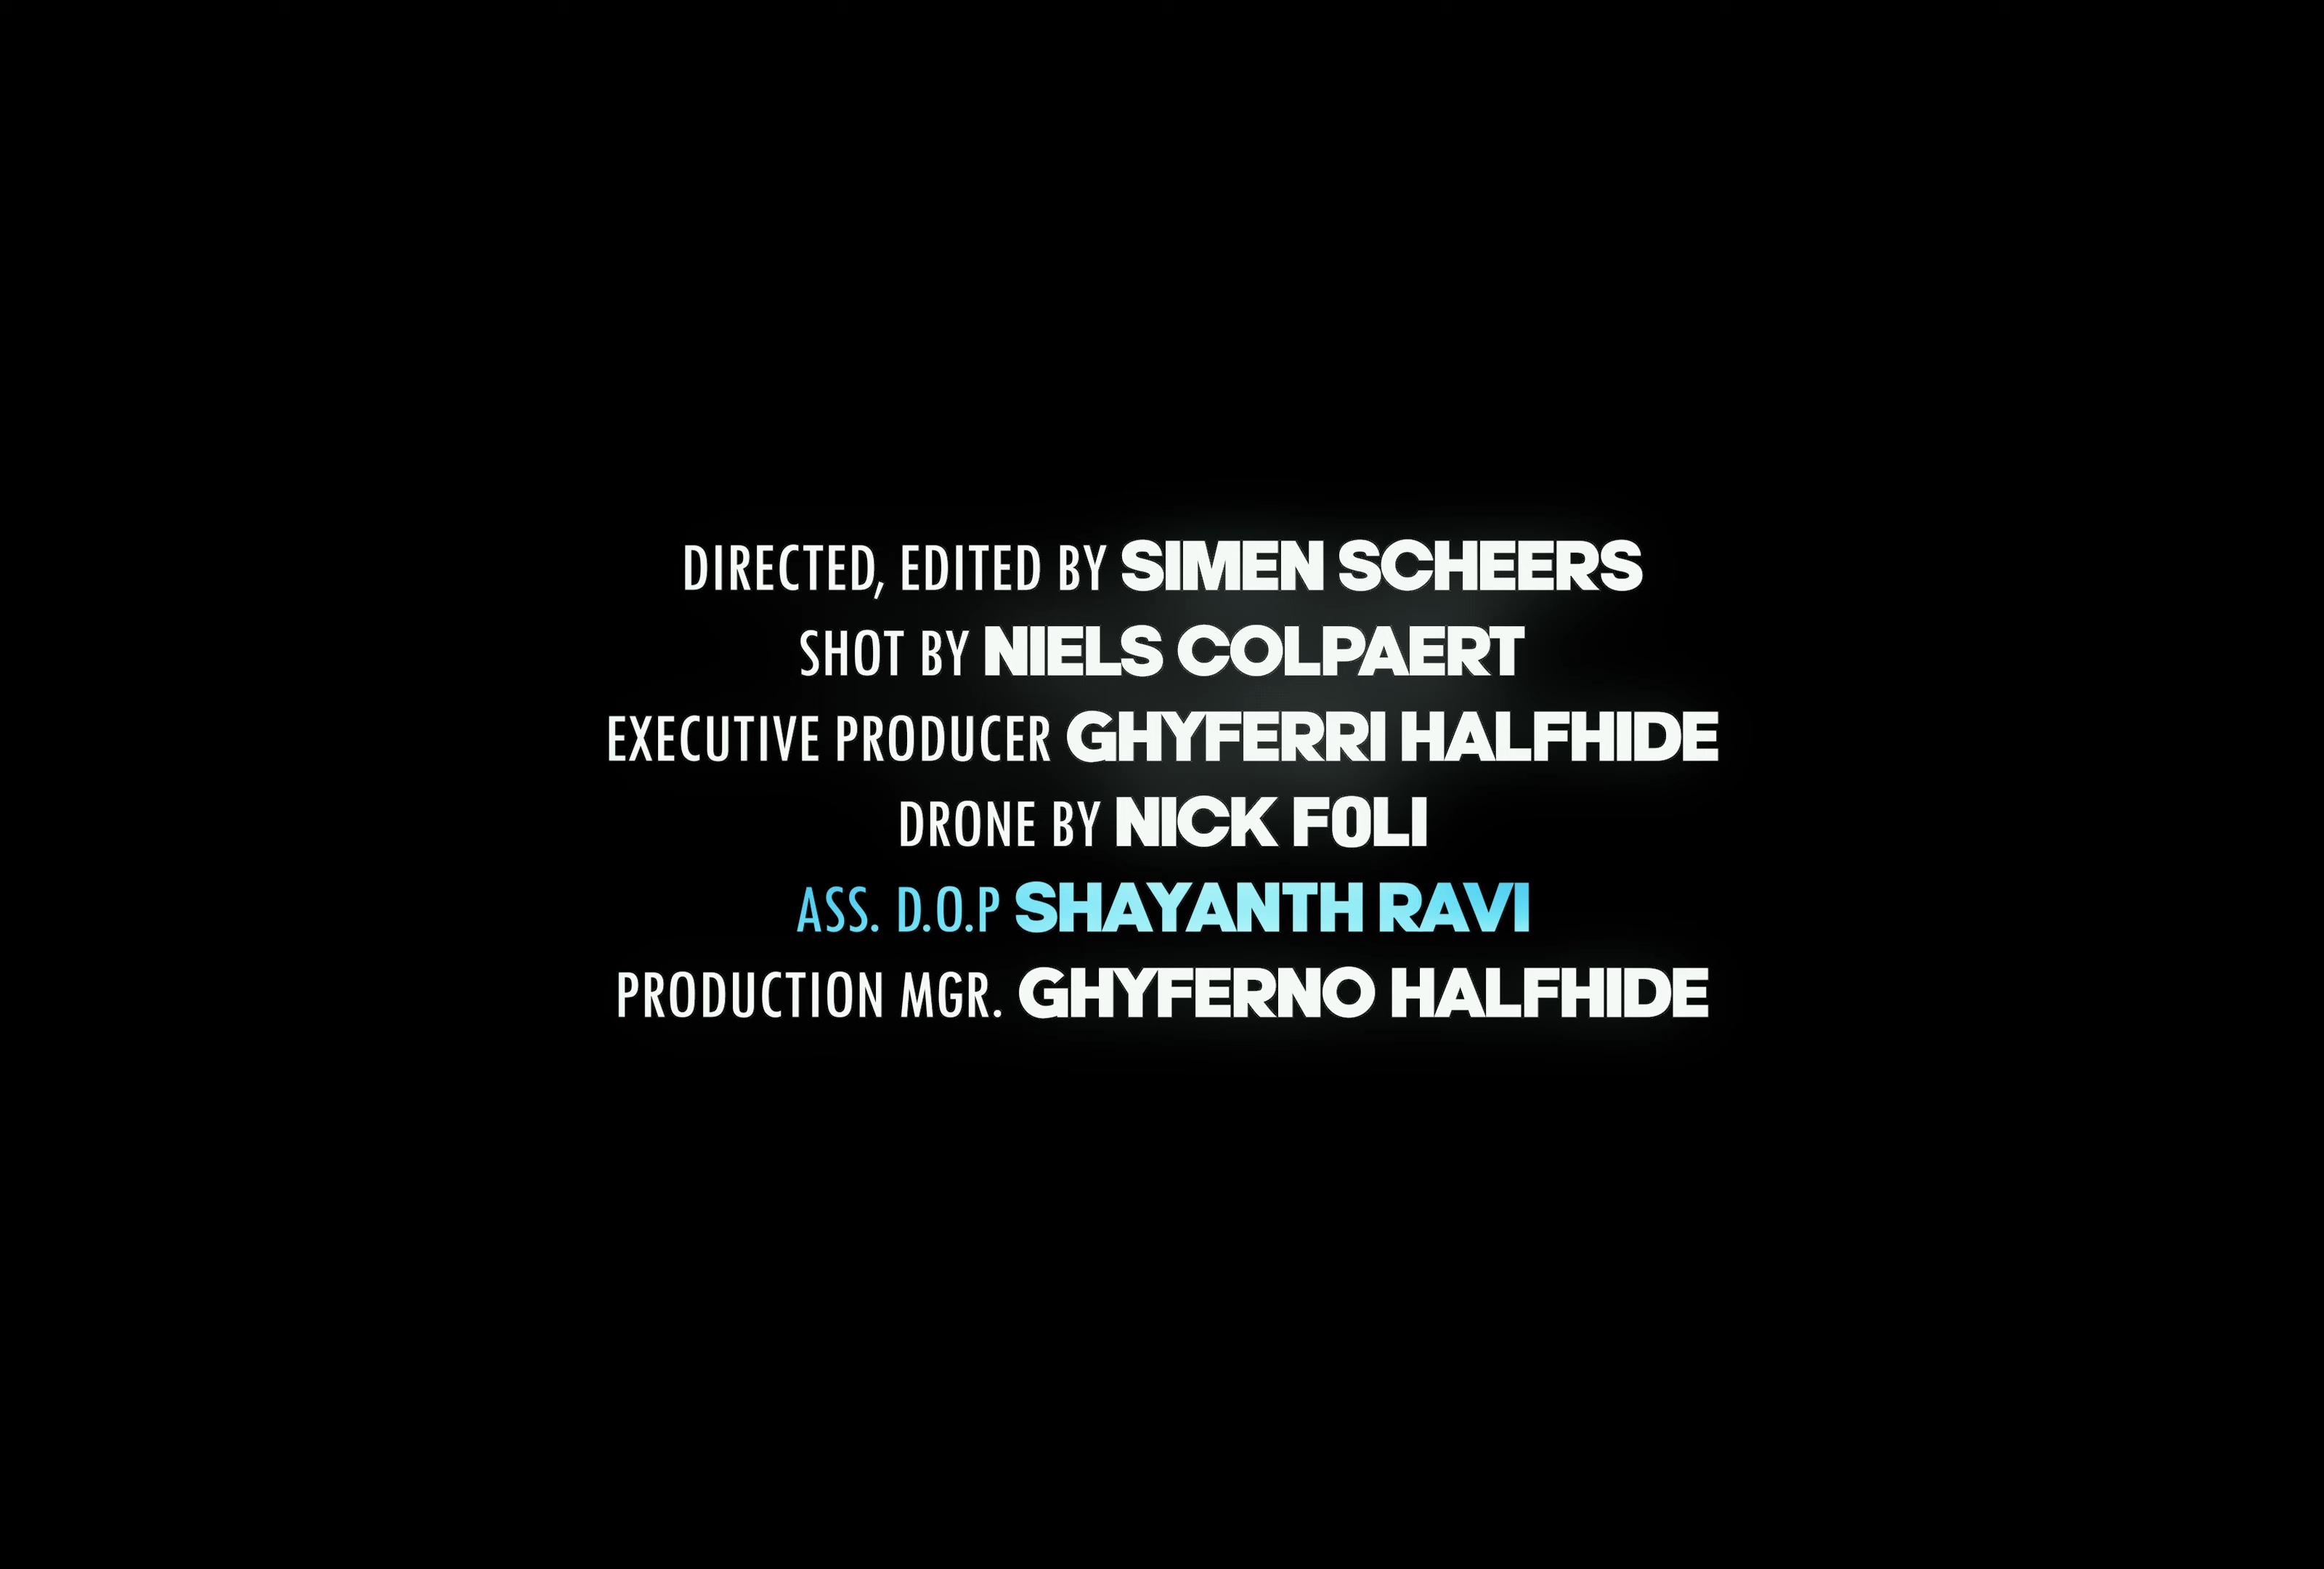 DIRECTED, EDITED BY SIMEN SCHEERS
SHOT BY NIELS COLPAERT
EXECUTIVE PRODUCER GHYFERRI HALFHIDE
DRONE BY NICK FOLI
ASS. D.O.P SHAYANTH RAVI
PRODUCTION MGR. GHYFERNO HALFHIDE